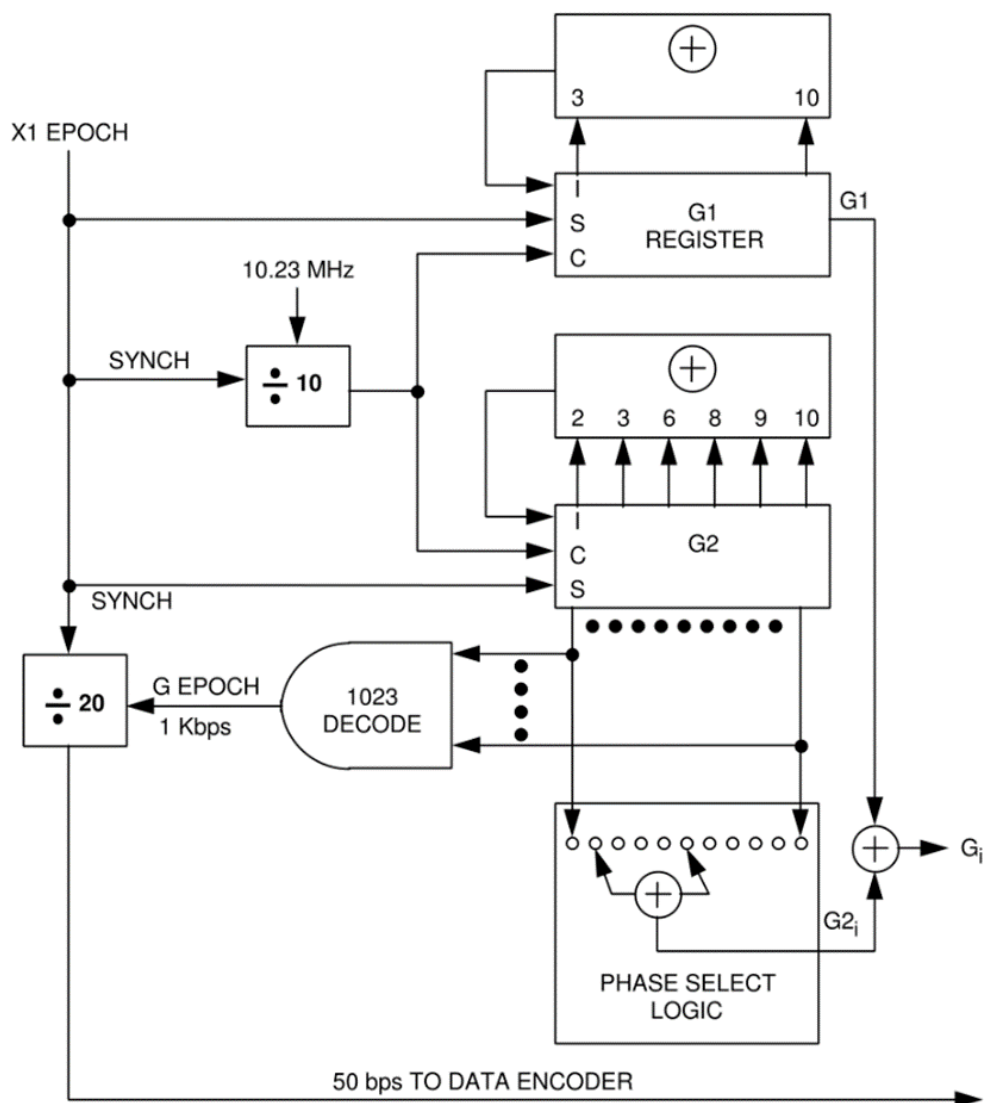 3 10
X1 EPOCH
I
S
C
G1
REGISTER
G1
10.23 MHz
SYNCH
÷ 10
2 3 6 8 9 10
I
C
S
G2
SYNCH
÷ 20
G EPOCH
1 Kbps
1023
DECODE
Gi
G2i
PHASE SELECT
LOGIC
50 bps TO DATA ENCODER